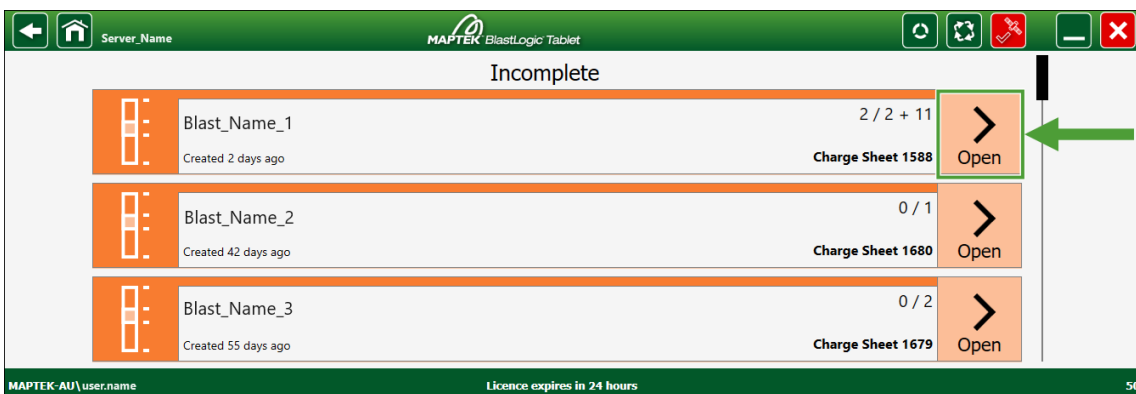 Server_Name
MAPTEK BlastLogic Tablet
Incomplete
Blast_Name_1
2 / 2 + 11
Created 2 days ago
Charge Sheet 1588
Open
Blast_Name_2
0 / 1
Created 42 days ago
Charge Sheet 1680
Open
Blast_Name_3
0 / 2
Created 55 days ago
Charge Sheet 1679
Open
MAPTEK-AU\user.name
Licence expires in 24 hours